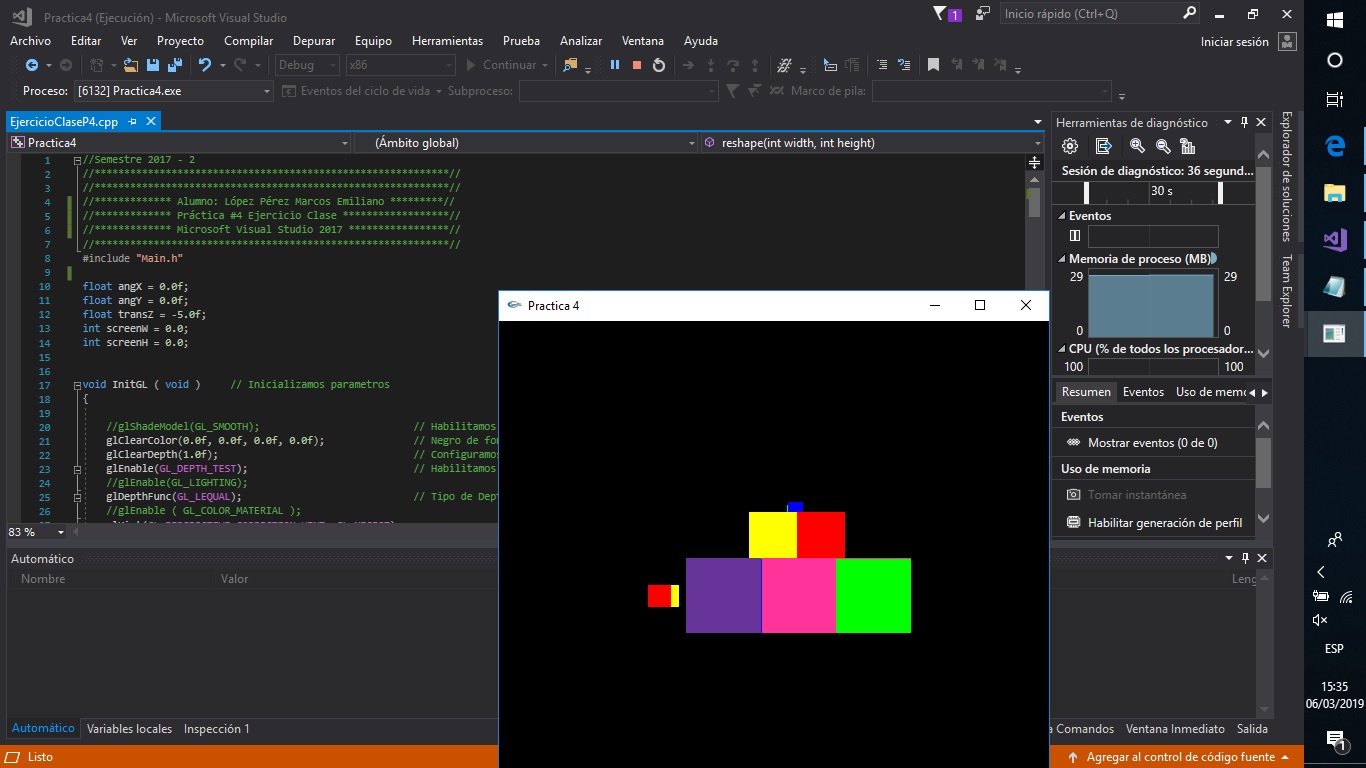 Practica4 (Ejecución) - Microsoft Visual Studio
1
Inicio rápido (Ctrl+Q)
Archivo Editar Ver Proyecto Compilar Depurar Equipo Herramientas Prueba Analizar Ventana Ayuda
Iniciar sesión
Debug x86 Continuar
Proceso: [6132] Practica4.exe Eventos del ciclo de vida Subproceso: Marco de pila:
EjercicioClaseP4.cpp
Practica4 (Ámbito global) reshape(int width, int height)
1 //Semestre 2017 - 2
2 //************************************************************//
3 //************************************************************//
4 //************* Alumno: López Pérez Marcos Emiliano *********//
5 //************* Práctica #4 Ejercicio Clase ******************//
6 //************* Microsoft Visual Studio 2017 *****************//
7 //************************************************************//
8 #include "Main.h"
9
10 float angX = 0.0f;
11 float angY = 0.0f;
12 float transZ = -5.0f;
13 int screenW = 0.0;
14 int screenH = 0.0;
15
16
17 void InitGL ( void ) // Inicializamos parametros
18 {
19
20 //glShadeModel(GL_SMOOTH); // Habilitamos
21 glClearColor(0.0f, 0.0f, 0.0f, 0.0f); // Negro de
22 glClearDepth(1.0f); // Configuramos
23 glEnable(GL_DEPTH_TEST); // Habilitamos
24 //glEnable(GL_LIGHTING);
25 glDepthFunc(GL_LEQUAL); // Tipo de
26 //glEnable ( GL_COLOR_MATERIAL );
83 %
Practica 4
Automático
Nombre Valor
Automático Variables locales Inspección 1
Listo
Herramientas de diagnóstico
Sesión de diagnóstico: 36 segund...
30 s
Eventos
Memoria de proceso (MB)
29 29
0 0
CPU (% de todos los procesador...
100 100
Resumen Eventos Uso de
Eventos
Mostrar eventos (0 de 0)
Uso de memoria
Tomar instantánea
Habilitar generación de perfil
Comandos Ventana Inmediato Salida
Agregar al control de código fuente
Explorador de soluciones
Team Explorer
ESP
15:35
06/03/2019
1